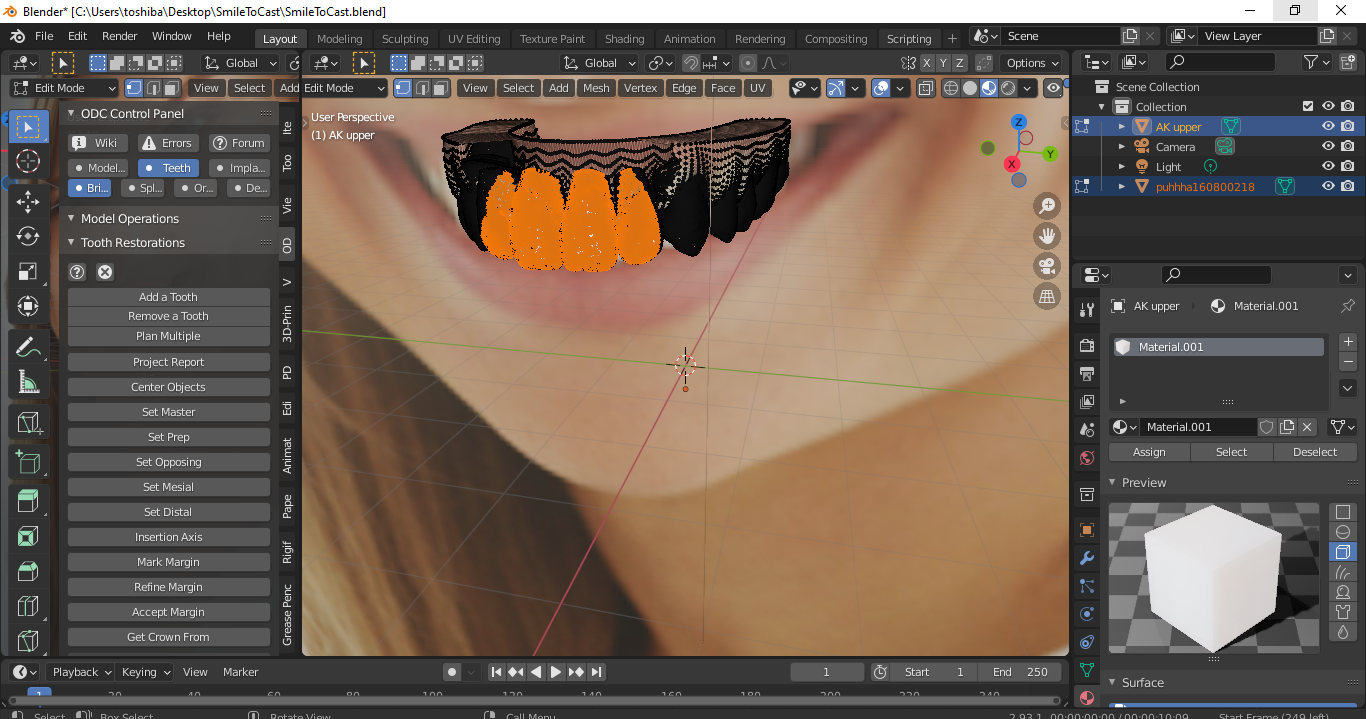 Blender* [C:\Users\toshiba\Desktop\SmileToCast\SmileToCast.blend]
File Edit Render Window Help Layout Modeling Sculpting UV Editing Texture Paint Shading Animation Rendering Compositing Scripting + Scene View Layer
Global Global X Y Z Options
Edit Mode View Select Add Edit Mode View Select Add Mesh Vertex Edge Face UV
ODC Control Panel
Wiki Errors Forum
Model... Teeth Impla...
Bri... Spl... Or... De...
Model Operations
Tooth Restorations
Add a Tooth
Remove a Tooth
Plan Multiple
Project Report
Center Objects
Set Master
Set Prep
Set Opposing
Set Mesial
Set Distal
Insertion Axis
Mark Margin
Refine Margin
Accept Margin
Get Crown From
Ite
Too
Vie
OD
V
3D-Prin
PD
Edi
Animat
Pape
Rigif
Grease Penc
User Perspective
(1) AK upper
Z
Y
X
Scene Collection
Collection
AK upper
Camera
Light
puhhha160800218
AK upper Material.001
Material.001
Material.001
Assign Select Deselect
Preview
Surface
Playback Keying View Marker 1 Start 1 End 250
1 20 40 60 80 100 120 140 160 180 200 220 240
Select Box Select Rotate View Call Menu 2.93.1 00:00:00:00 / 00:00:10:09 Start Frame (249 left)